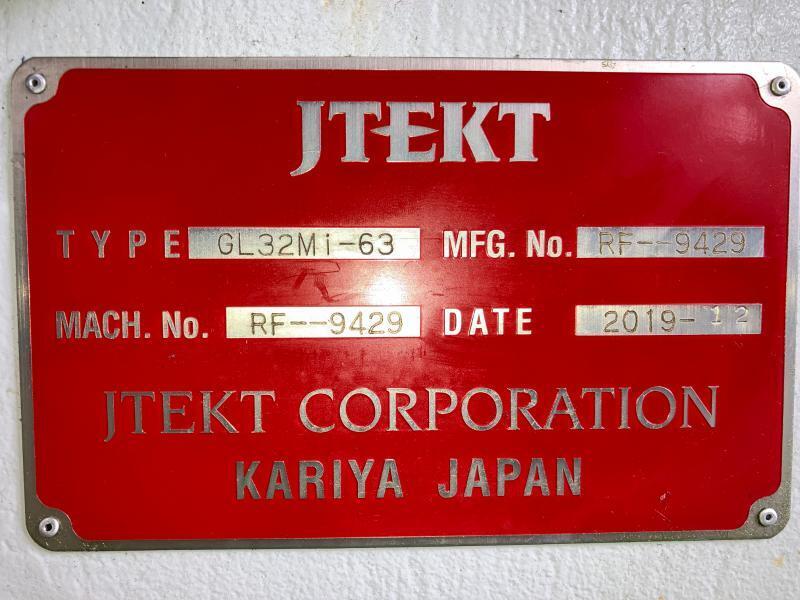 JTEKT
TYPE GL32Mi-63 MFG. No. RF--9429
MACH. No. RF--9429 DATE 2019-12
JTEKT CORPORATION
KARIYA JAPAN